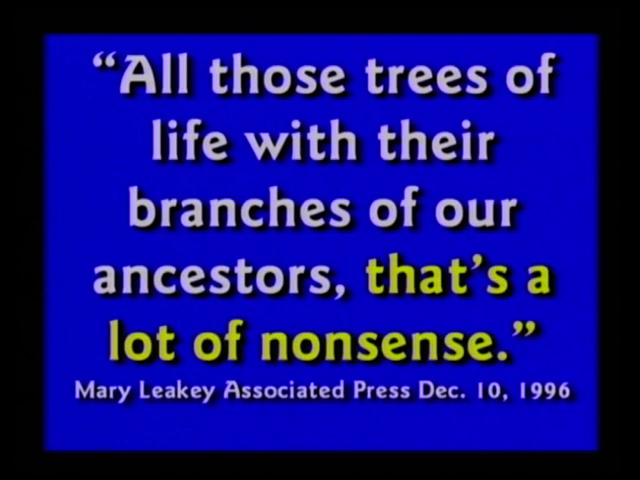 “All those trees of
life with their
branches of our
ancestors, that’s a
lot of nonsense.”
Mary Leakey Associated Press Dec. 10, 1996